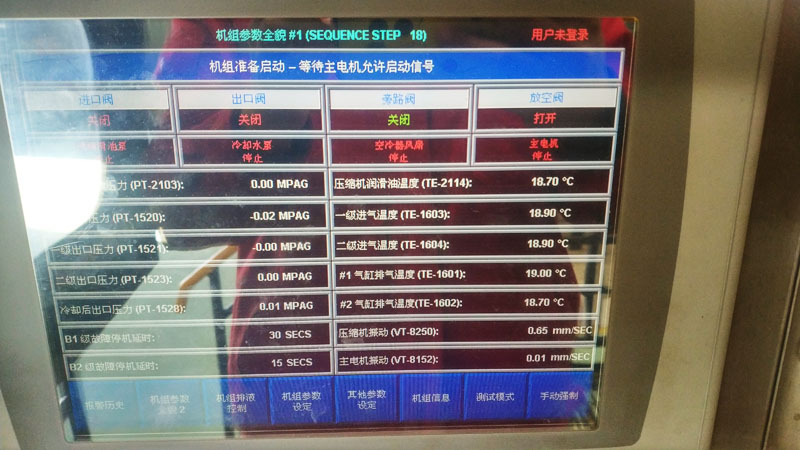 机组参数全貌 #1 (SEQUENCE STEP 18)
用户未登录
机组准备启动 – 等待主电机允许启动信号
进口阀 出口阀 旁路阀 放空阀
关闭 关闭 关闭 打开
滑油泵 冷却水泵 空冷器风扇 主电机
停止 停止 停止 停止
压力 (PT-2103): 0.00 MPAG 压缩机润滑油温度 (TE-2114): 18.70 °C
压力 (PT-1520): -0.02 MPAG 一级进气温度 (TE-1603): 18.90 °C
一级出口压力 (PT-1521): -0.00 MPAG 二级进气温度 (TE-1604): 18.90 °C
二级出口压力 (PT-1523): 0.00 MPAG #1 气缸排气温度 (TE-1601): 19.00 °C
冷却后出口压力 (PT-1528): 0.01 MPAG #2 气缸排气温度(TE-1602): 18.70 °C
B1 级故障停机延时: 30 SECS 压缩机振动 (VT-8250): 0.65 mm/SEC
B2 级故障停机延时: 15 SECS 主电机振动 (VT-8152): 0.01 mm/SEC
报警历史 机组参数 机组排液 机组参数 其他参数 机组信息 测试模式 手动强制
全貌 2 控制 设定 设定